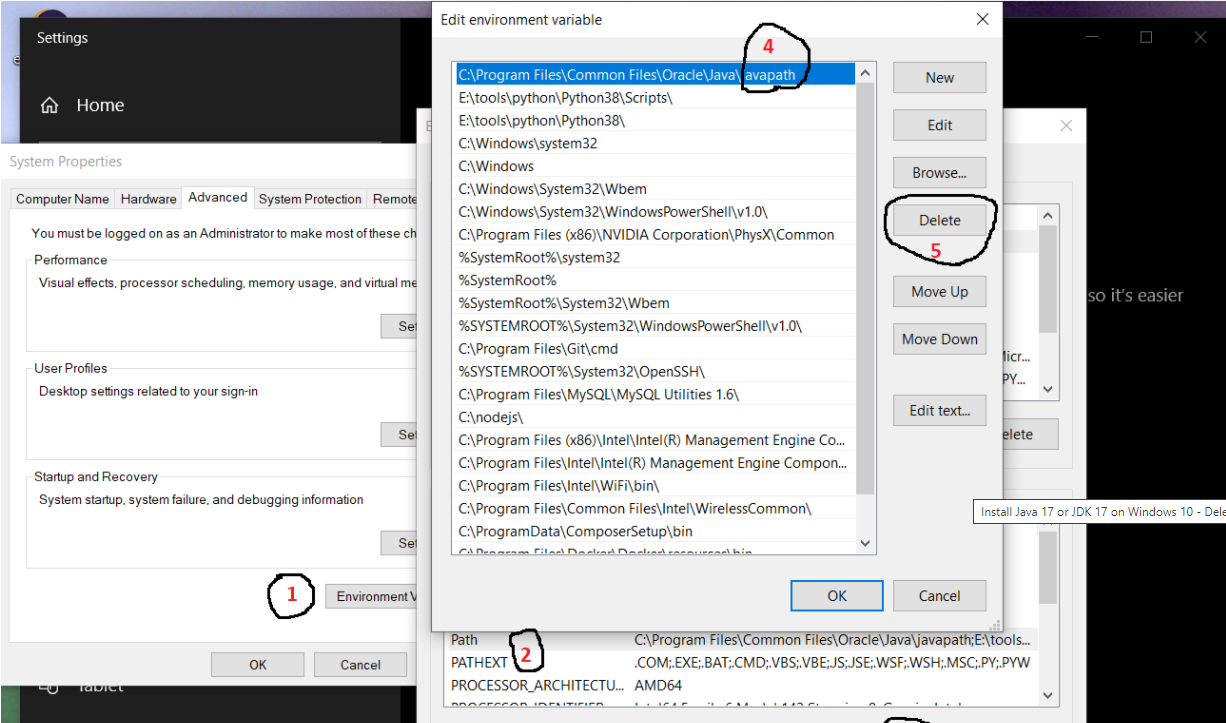 Settings
Home
System Properties
Computer Name Hardware Advanced System Protection Remote
You must be logged on as an Administrator to make most of these ch
Performance
Visual effects, processor scheduling, memory usage, and virtual me
Set
User Profiles
Desktop settings related to your sign-in
Set
Startup and Recovery
System startup, system failure, and debugging information
Set
1
Environment V
OK Cancel
Tablet
Edit environment variable
4
C:\Program Files\Common Files\Oracle\Java\javapath
E:\tools\python\Python38\Scripts\
E:\tools\python\Python38\
C:\Windows\system32
C:\Windows
C:\Windows\System32\Wbem
C:\Windows\System32\WindowsPowerShell\v1.0\
C:\Program Files (x86)\NVIDIA Corporation\PhysX\Common
%SystemRoot%\system32
%SystemRoot%
%SystemRoot%\System32\Wbem
%SYSTEMROOT%\System32\WindowsPowerShell\v1.0\
C:\Program Files\Git\cmd
%SYSTEMROOT%\System32\OpenSSH\
C:\Program Files\MySQL\MySQL Utilities 1.6\
C:\nodejs\
C:\Program Files (x86)\Intel\Intel(R) Management Engine Co...
C:\Program Files\Intel\Intel(R) Management Engine Compon...
C:\Program Files\Intel\WiFi\bin\
C:\Program Files\Common Files\Intel\WirelessCommon\
C:\ProgramData\ComposerSetup\bin
C:\Program Files\Docker\Docker\resources\bin
New
Edit
Browse...
Delete
5
Move Up
Move Down
Edit text...
OK Cancel
so it's easier
Micr...
PY...
elete
Install Java 17 or JDK 17 on Windows 10 - Dele
Path C:\Program Files\Common Files\Oracle\Java\javapath;E:\tools...
2
PATHEXT .COM;.EXE;.BAT;.CMD;.VBS;.VBE;.JS;.JSE;.WSF;.WSH;.MSC;.PY;.PYW
PROCESSOR_ARCHITECTU... AMD64
PROCESSOR_IDENTIFIER